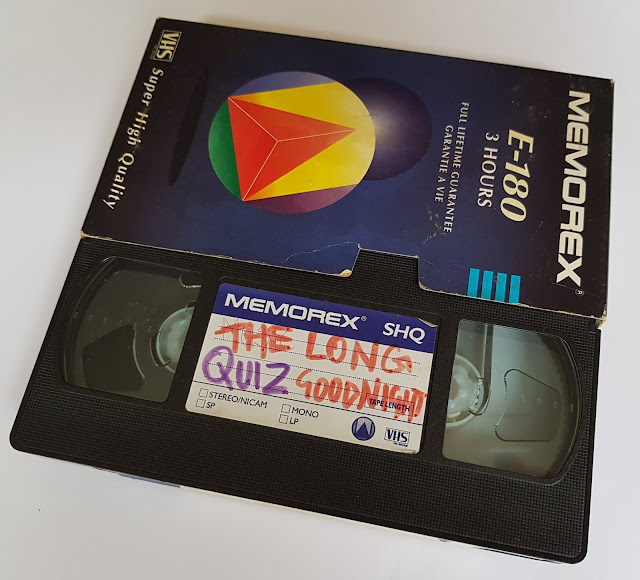 MEMOREX®
E-180
3 HOURS
FULL LIFETIME GUARANTEE
GARANTIE A VIE
VHS
Super High Quality
MEMOREX® SHQ
THE LONG
QUIZ GOODNIGHT
TAPE LENGTH
STEREO/NICAM
MONO
SP
LP
VHS